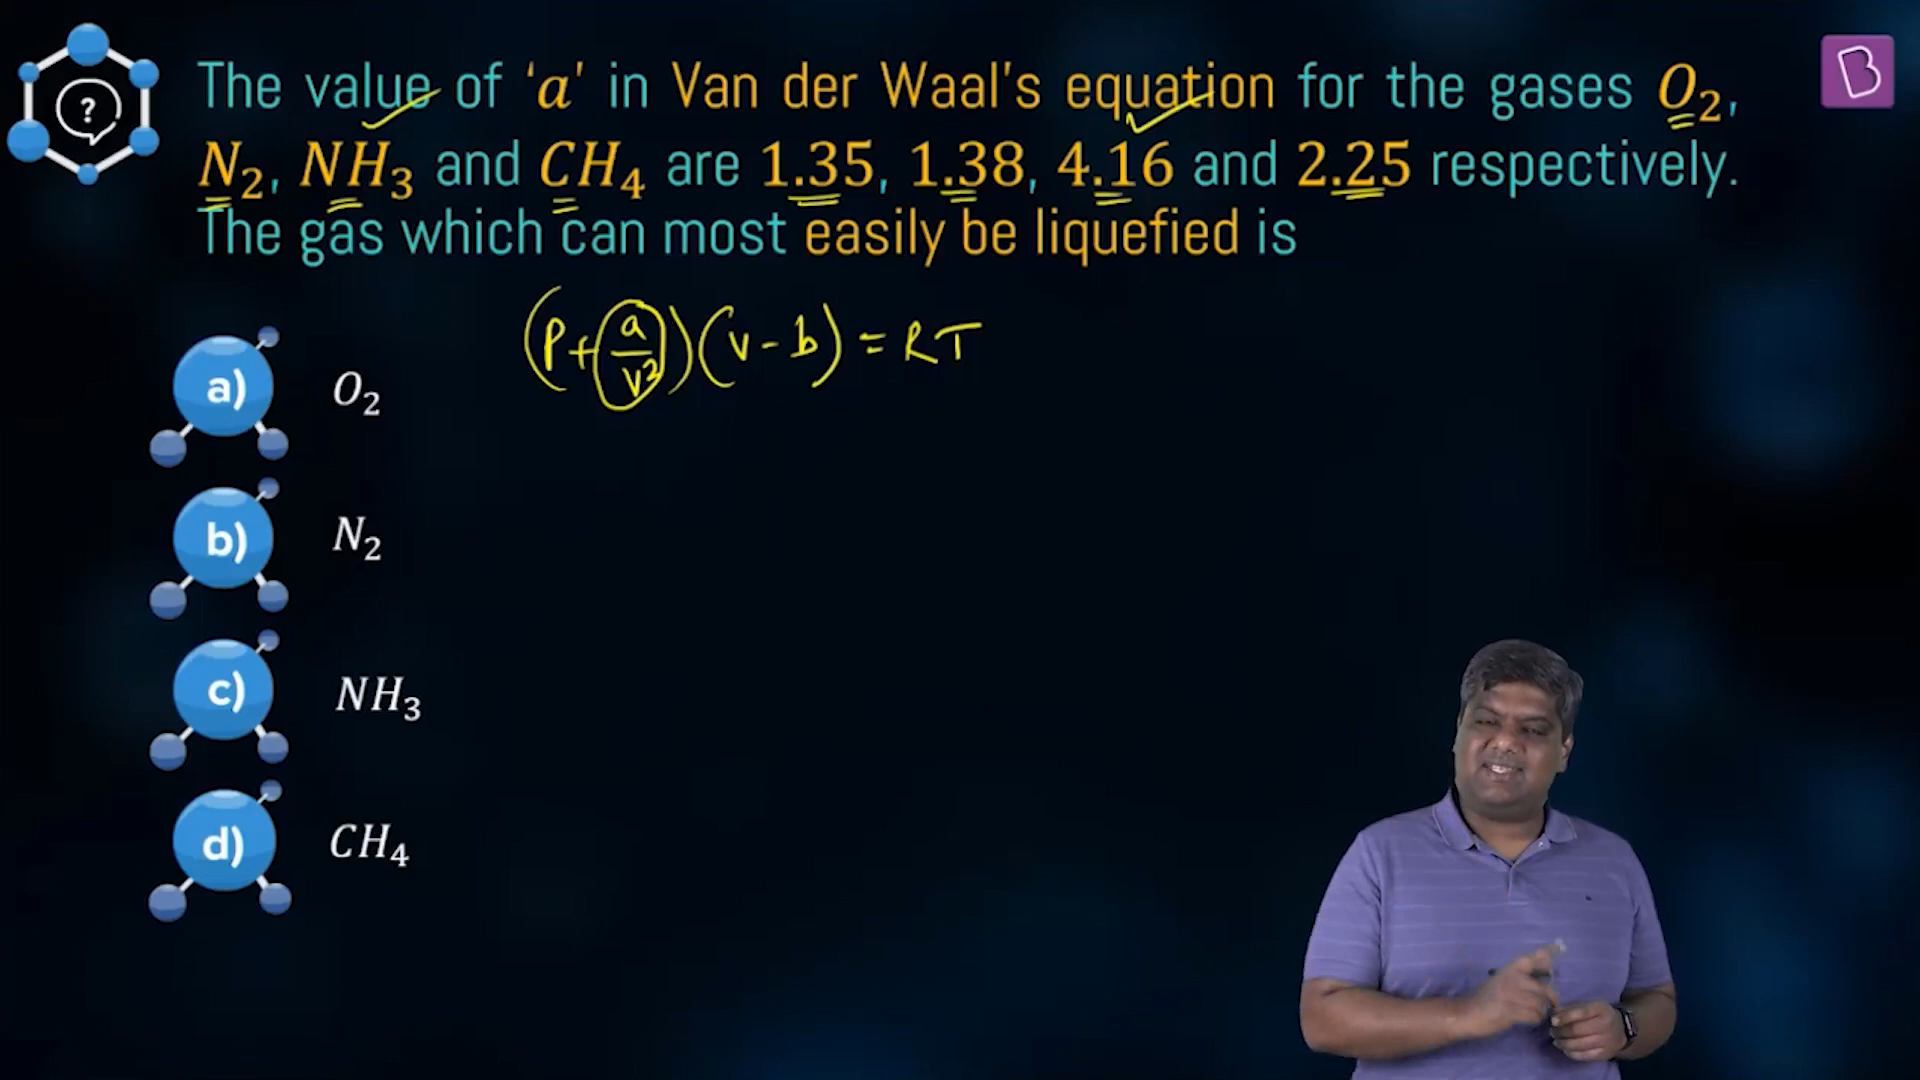 The value of ‘a’ in Van der Waal’s equation for the gases O₂,
N₂, NH₃ and CH₄ are 1.35, 1.38, 4.16 and 2.25 respectively.
The gas which can most easily be liquefied is
(P+a/v²)(v-b)=RT
a) O₂
b) N₂
c) NH₃
d) CH₄
?
B